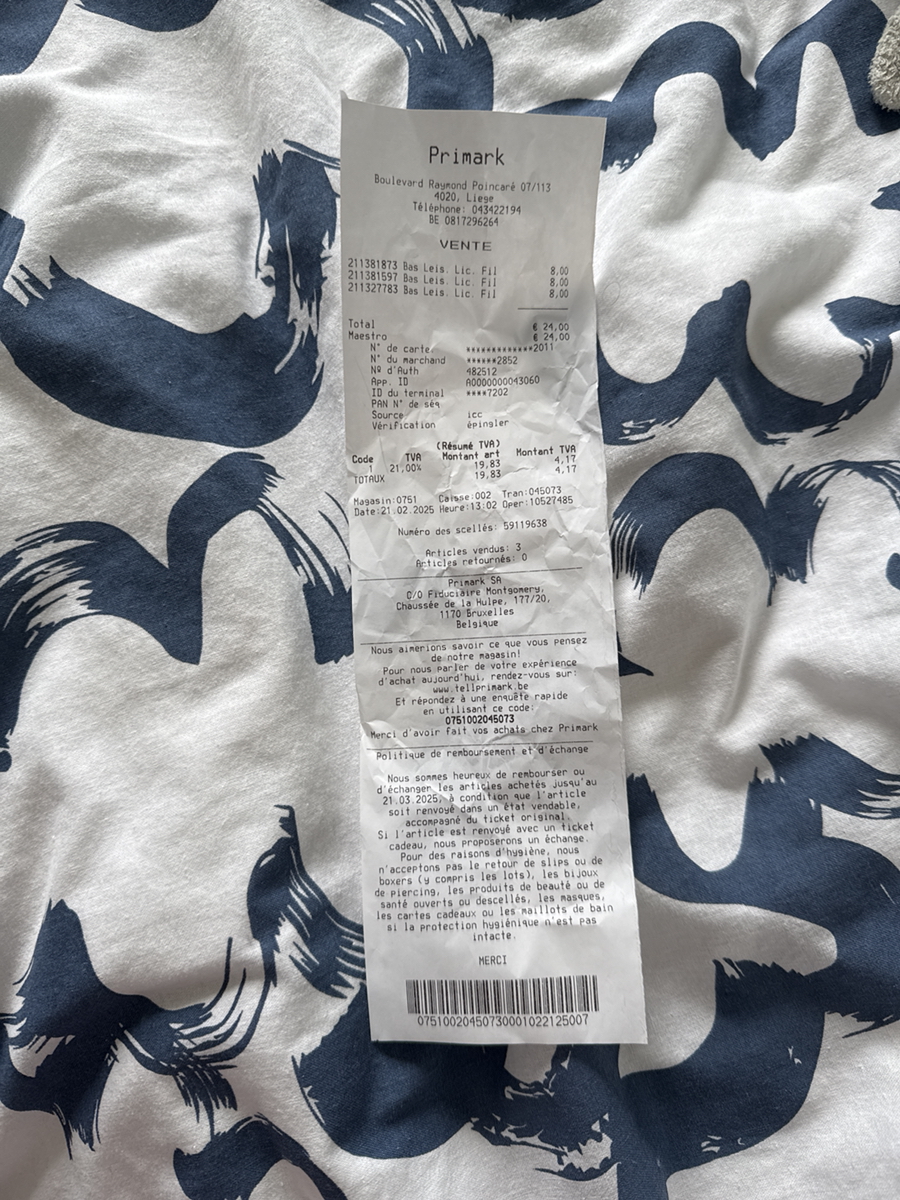 Primark
Boulevard Raymond Poincaré 07/113
4020, Liege
Téléphone: 043422194
BE 0817296264
VENTE
211381873 Bas Leis. Lic. Fil 8,00
211381597 Bas Leis. Lic. Fil 8,00
211327783 Bas Leis. Lic. Fil 8,00
Total € 24,00
Maestro € 24,00
N° de carte *************2011
N° du marchand ******2852
Nº d'Auth 482512
App. ID A0000000043060
ID du terminal ****7202
PAN N° de séq
Source icc
Vérification épingler
(Résumé TVA)
Code TVA Montant art Montant TVA
1 21,00% 19,83 4,17
TOTAUX 19,83 4,17
Magasin:0751 Caisse:002 Tran:045073
Date:21.02.2025 Heure:13:02 Oper:10527485
Numéro des scellés: 59119638
Articles vendus: 3
Articles retournés: 0
Primark SA
C/O Fiduciaire Montgomery,
Chaussée de la Hulpe, 177/20,
1170 Bruxelles
Belgique
Nous aimerions savoir ce que vous pensez
de notre magasin!
Pour nous parler de votre expérience
d'achat aujourd'hui, rendez-vous sur:
www.tellprimark.be
Et répondez à une enquête rapide
en utilisant ce code:
0751002045073
Merci d'avoir fait vos achats chez Primark
Politique de remboursement et d'échange
Nous sommes heureux de rembourser ou
d'échanger les articles achetés jusqu'au
21.03.2025, à condition que l'article
soit renvoyé dans un état vendable,
accompagné du ticket original.
Si l'article est renvoyé avec un ticket
cadeau, nous proposerons un échange.
Pour des raisons d'hygiène, nous
n'acceptons pas le retour de slips ou de
boxers (y compris les lots), les bijoux
de piercing, les produits de beauté ou de
santé ouverts ou descellés, les masques,
les cartes cadeaux ou les maillots de bain
si la protection hygiénique n'est pas
intacte.
MERCI
07510020450730001022125007